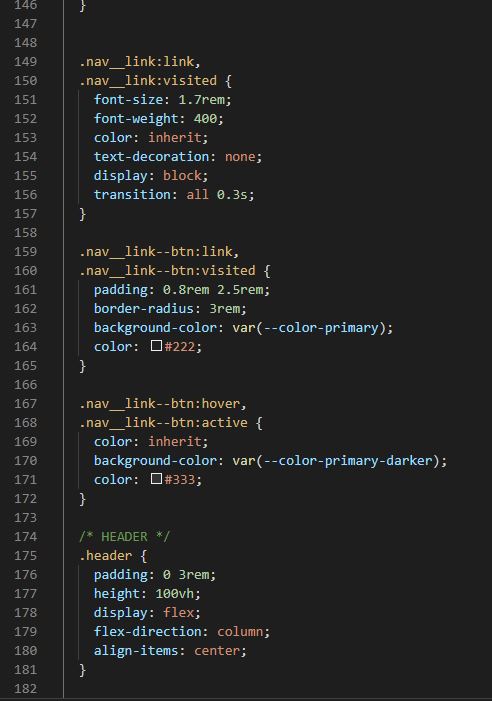 146 }
147
148
149 .nav__link:link,
150 .nav__link:visited {
151   font-size: 1.7rem;
152   font-weight: 400;
153   color: inherit;
154   text-decoration: none;
155   display: block;
156   transition: all 0.3s;
157 }
158
159 .nav__link--btn:link,
160 .nav__link--btn:visited {
161   padding: 0.8rem 2.5rem;
162   border-radius: 3rem;
163   background-color: var(--color-primary);
164   color: #222;
165 }
166
167 .nav__link--btn:hover,
168 .nav__link--btn:active {
169   color: inherit;
170   background-color: var(--color-primary-darker);
171   color: #333;
172 }
173
174 /* HEADER */
175 .header {
176   padding: 0 3rem;
177   height: 100vh;
178   display: flex;
179   flex-direction: column;
180   align-items: center;
181 }
182